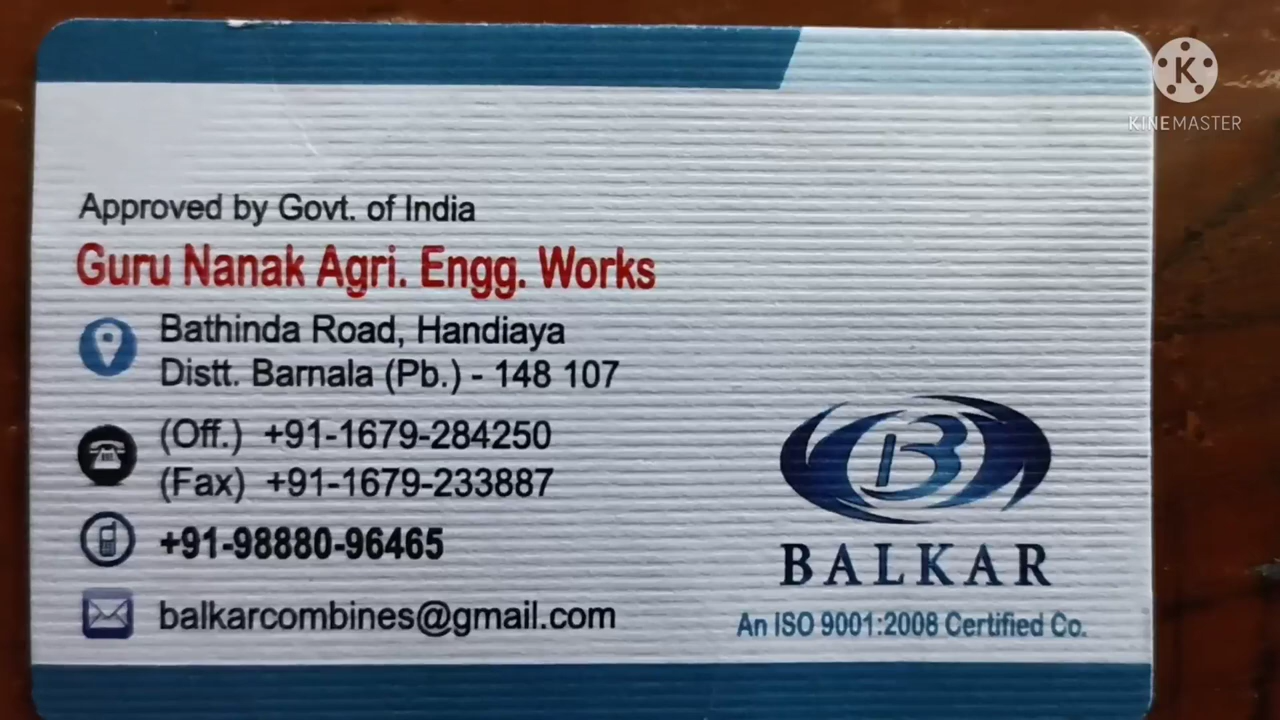 Approved by Govt. of India
Guru Nanak Agri. Engg. Works
Bathinda Road, Handiaya
Distt. Barnala (Pb.) - 148 107
(Off.) +91-1679-284250
(Fax) +91-1679-233887
+91-98880-96465
balkarcombines@gmail.com
B
BALKAR
An ISO 9001:2008 Certified Co.
K
KINEMASTER